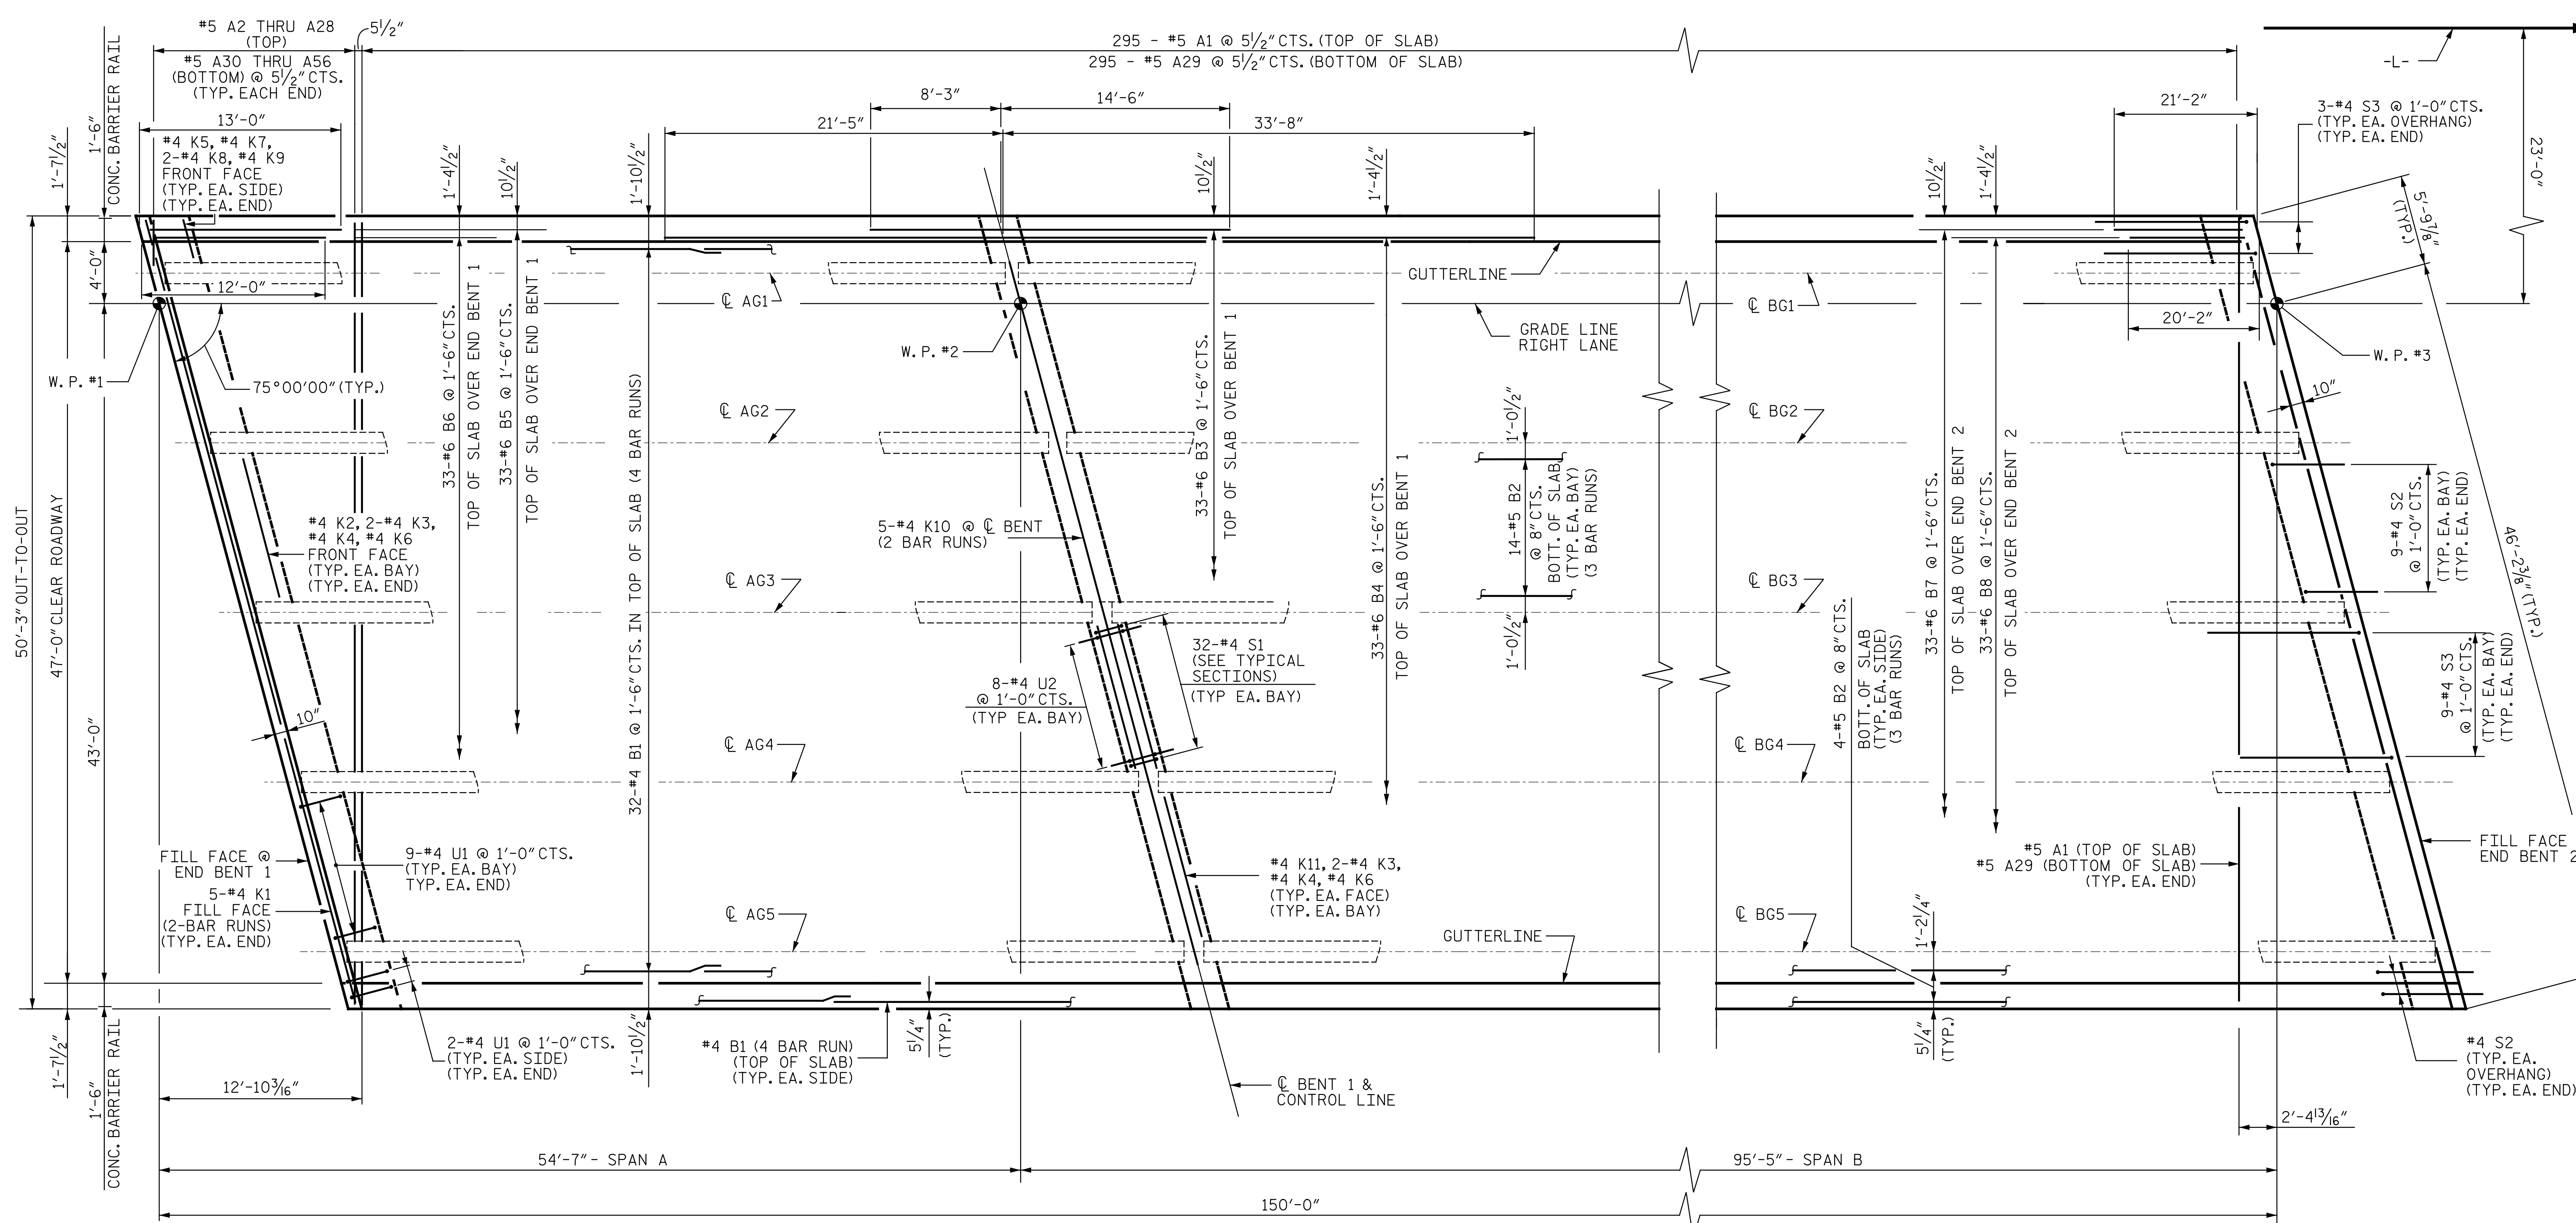 #5 A2 THRU A28
(TOP)
#5 A30 THRU A56
(BOTTOM) @ 5½" CTS.
(TYP. EACH END)
5½"
295 - #5 A1 @ 5½" CTS. (TOP OF SLAB)
295 - #5 A29 @ 5½" CTS. (BOTTOM OF SLAB)
-L-
23'-0"
1'-6"
CONC. BARRIER RAIL
1'-7½"
4'-0"
13'-0"
#4 K5, #4 K7,
2-#4 K8, #4 K9
FRONT FACE
(TYP. EA. SIDE)
(TYP. EA. END)
12'-0"
1'-4½"
10½"
1'-10½"
21'-5"
8'-3"
14'-6"
33'-8"
10½"
1'-4½"
10½"
1'-4½"
21'-2"
3-#4 S3 @ 1'-0" CTS.
(TYP. EA. OVERHANG)
(TYP. EA. END)
5'-9⅞"
(TYP.)
GUTTERLINE
℄ AG1
℄ BG1
20'-2"
GRADE LINE
RIGHT LANE
W.P. #1
W.P. #2
W.P. #3
75°00'00" (TYP.)
33-#6 B6 @ 1'-6" CTS.
TOP OF SLAB OVER END BENT 1
33-#6 B5 @ 1'-6" CTS.
TOP OF SLAB OVER END BENT 1
32-#4 B1 @ 1'-6" CTS. IN TOP OF SLAB (4 BAR RUNS)
33-#6 B3 @ 1'-6" CTS.
TOP OF SLAB OVER BENT 1
33-#6 B4 @ 1'-6" CTS.
TOP OF SLAB OVER BENT 1
33-#6 B7 @ 1'-6" CTS.
TOP OF SLAB OVER END BENT 2
33-#6 B8 @ 1'-6" CTS.
TOP OF SLAB OVER END BENT 2
℄ AG2
℄ BG2
10"
50'-3" OUT-TO-OUT
47'-0" CLEAR ROADWAY
43'-0"
#4 K2, 2-#4 K3,
#4 K4, #4 K6
FRONT FACE
(TYP. EA. BAY)
(TYP. EA. END)
5-#4 K10 @ ℄ BENT
(2 BAR RUNS)
1'-0½"
14-#5 B2
@ 8" CTS.
BOTT. OF SLAB
(TYP. EA. BAY)
(3 BAR RUNS)
1'-0½"
9-#4 S2
@ 1'-0" CTS.
(TYP. EA. BAY)
(TYP. EA. END)
46'-2⅜" (TYP.)
℄ AG3
℄ BG3
32-#4 S1
(SEE TYPICAL
SECTIONS)
(TYP EA. BAY)
8-#4 U2
@ 1'-0" CTS.
(TYP EA. BAY)
4-#5 B2 @ 8" CTS.
BOTT. OF SLAB
(TYP. EA. SIDE)
(3 BAR RUNS)
9-#4 S3
@ 1'-0" CTS.
(TYP. EA. BAY)
(TYP. EA. END)
10"
℄ AG4
℄ BG4
FILL FACE @
END BENT 1
9-#4 U1 @ 1'-0" CTS.
(TYP. EA. BAY)
TYP. EA. END)
5-#4 K1
FILL FACE
(2-BAR RUNS)
(TYP. EA. END)
#4 K11, 2-#4 K3,
#4 K4, #4 K6
(TYP. EA. FACE)
(TYP. EA. BAY)
#5 A1 (TOP OF SLAB)
#5 A29 (BOTTOM OF SLAB)
(TYP. EA. END)
FILL FACE
END BENT 2
℄ AG5
℄ BG5
GUTTERLINE
1'-2¼"
2-#4 U1 @ 1'-0" CTS.
(TYP. EA. SIDE)
(TYP. EA. END)
1'-10½"
#4 B1 (4 BAR RUN)
(TOP OF SLAB)
(TYP. EA. SIDE)
5¼"
(TYP.)
5¼"
(TYP.)
#4 S2
(TYP. EA.
OVERHANG)
(TYP. EA. END)
1'-7½"
1'-6"
CONC. BARRIER RAIL
12'-10 3/16"
℄ BENT 1 &
CONTROL LINE
2'-4 13/16"
54'-7" - SPAN A
95'-5" - SPAN B
150'-0"